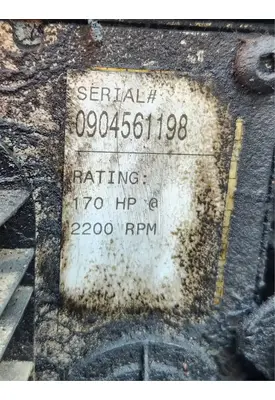 SERIAL#
0904561198
RATING:
170 HP @
2200 RPM